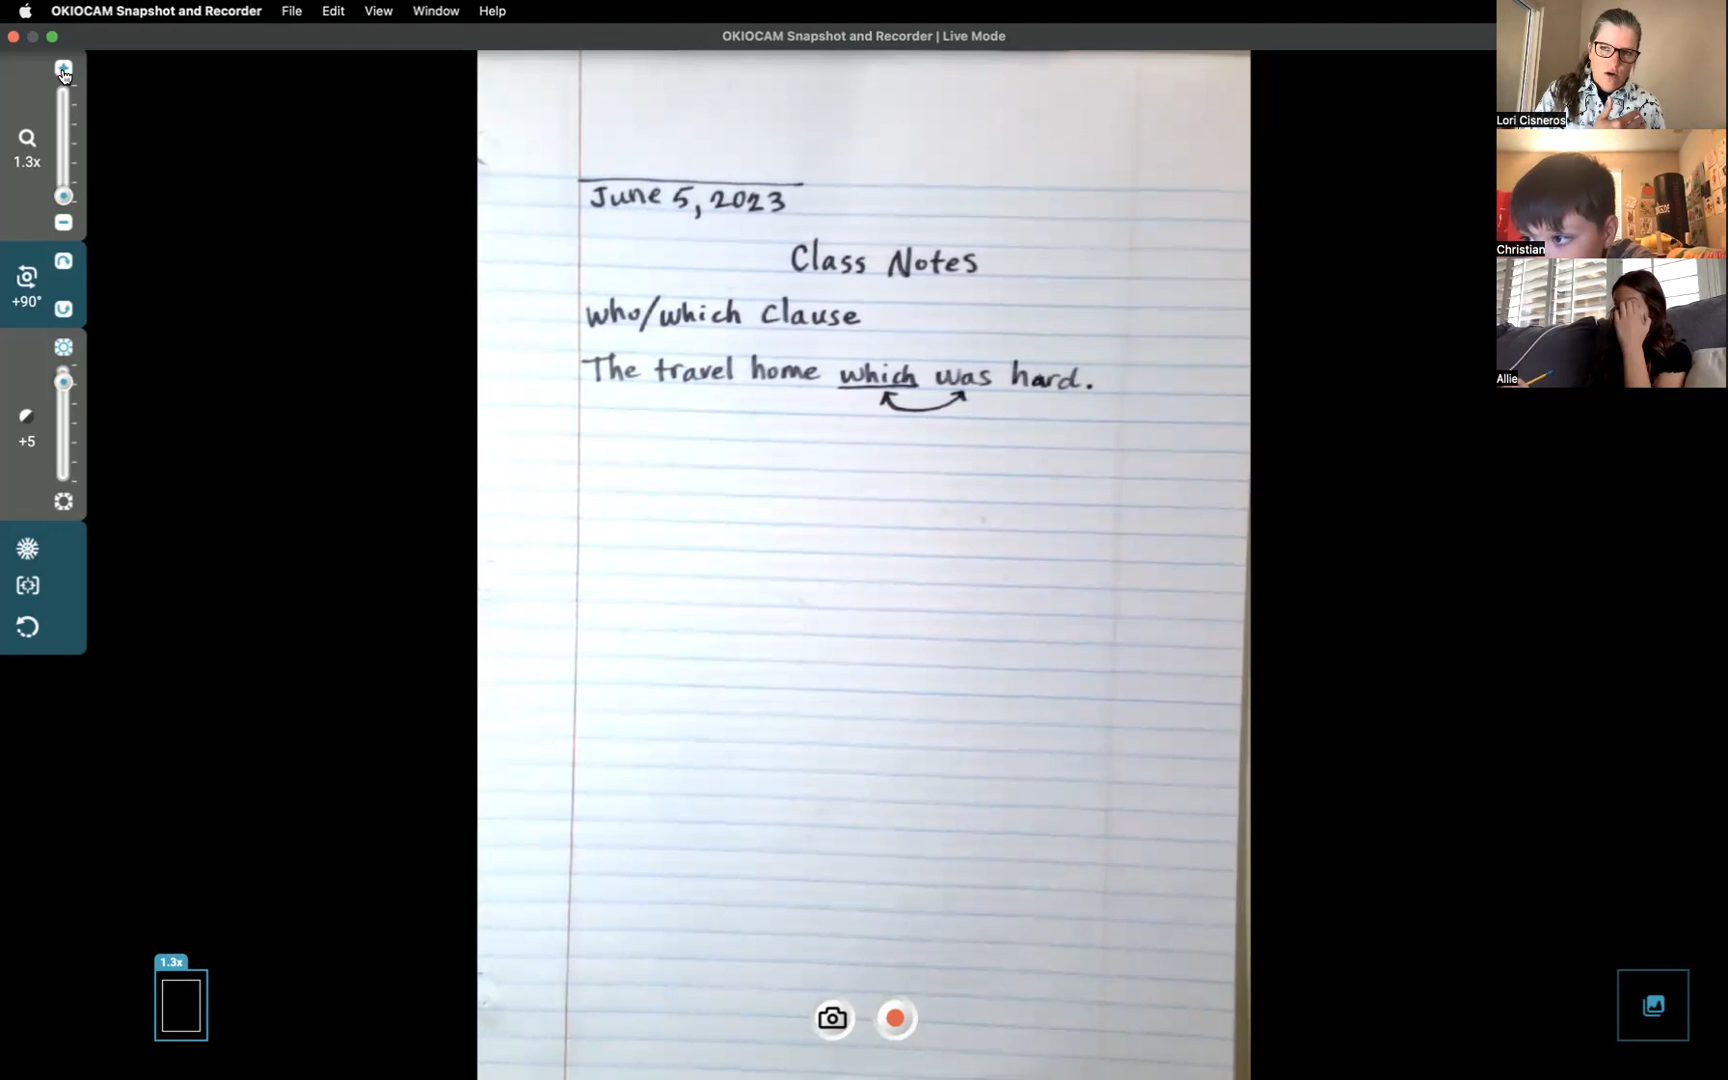 OKIOCAM Snapshot and Recorder File Edit View Window Help
OKIOCAM Snapshot and Recorder | Live Mode
1.3x
+90°
+5
June 5, 2023
Class Notes
who/which Clause
The travel home which was hard.
1.3x
Lori Cisneros
Christian
Allie